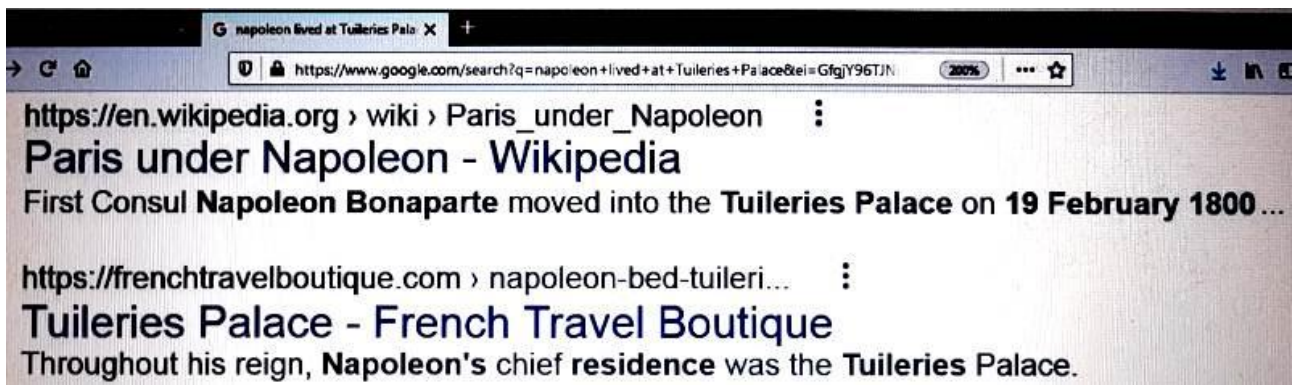 G napoleon lived at Tuileries Pala X +
https://www.google.com/search?q=napoleon+lived+at+Tuileries+Palace&ei=GfqjY96TJN 200% ...
https://en.wikipedia.org › wiki › Paris_under_Napoleon
Paris under Napoleon - Wikipedia
First Consul Napoleon Bonaparte moved into the Tuileries Palace on 19 February 1800 ...
https://frenchtravelboutique.com › napoleon-bed-tuileri...
Tuileries Palace - French Travel Boutique
Throughout his reign, Napoleon's chief residence was the Tuileries Palace.